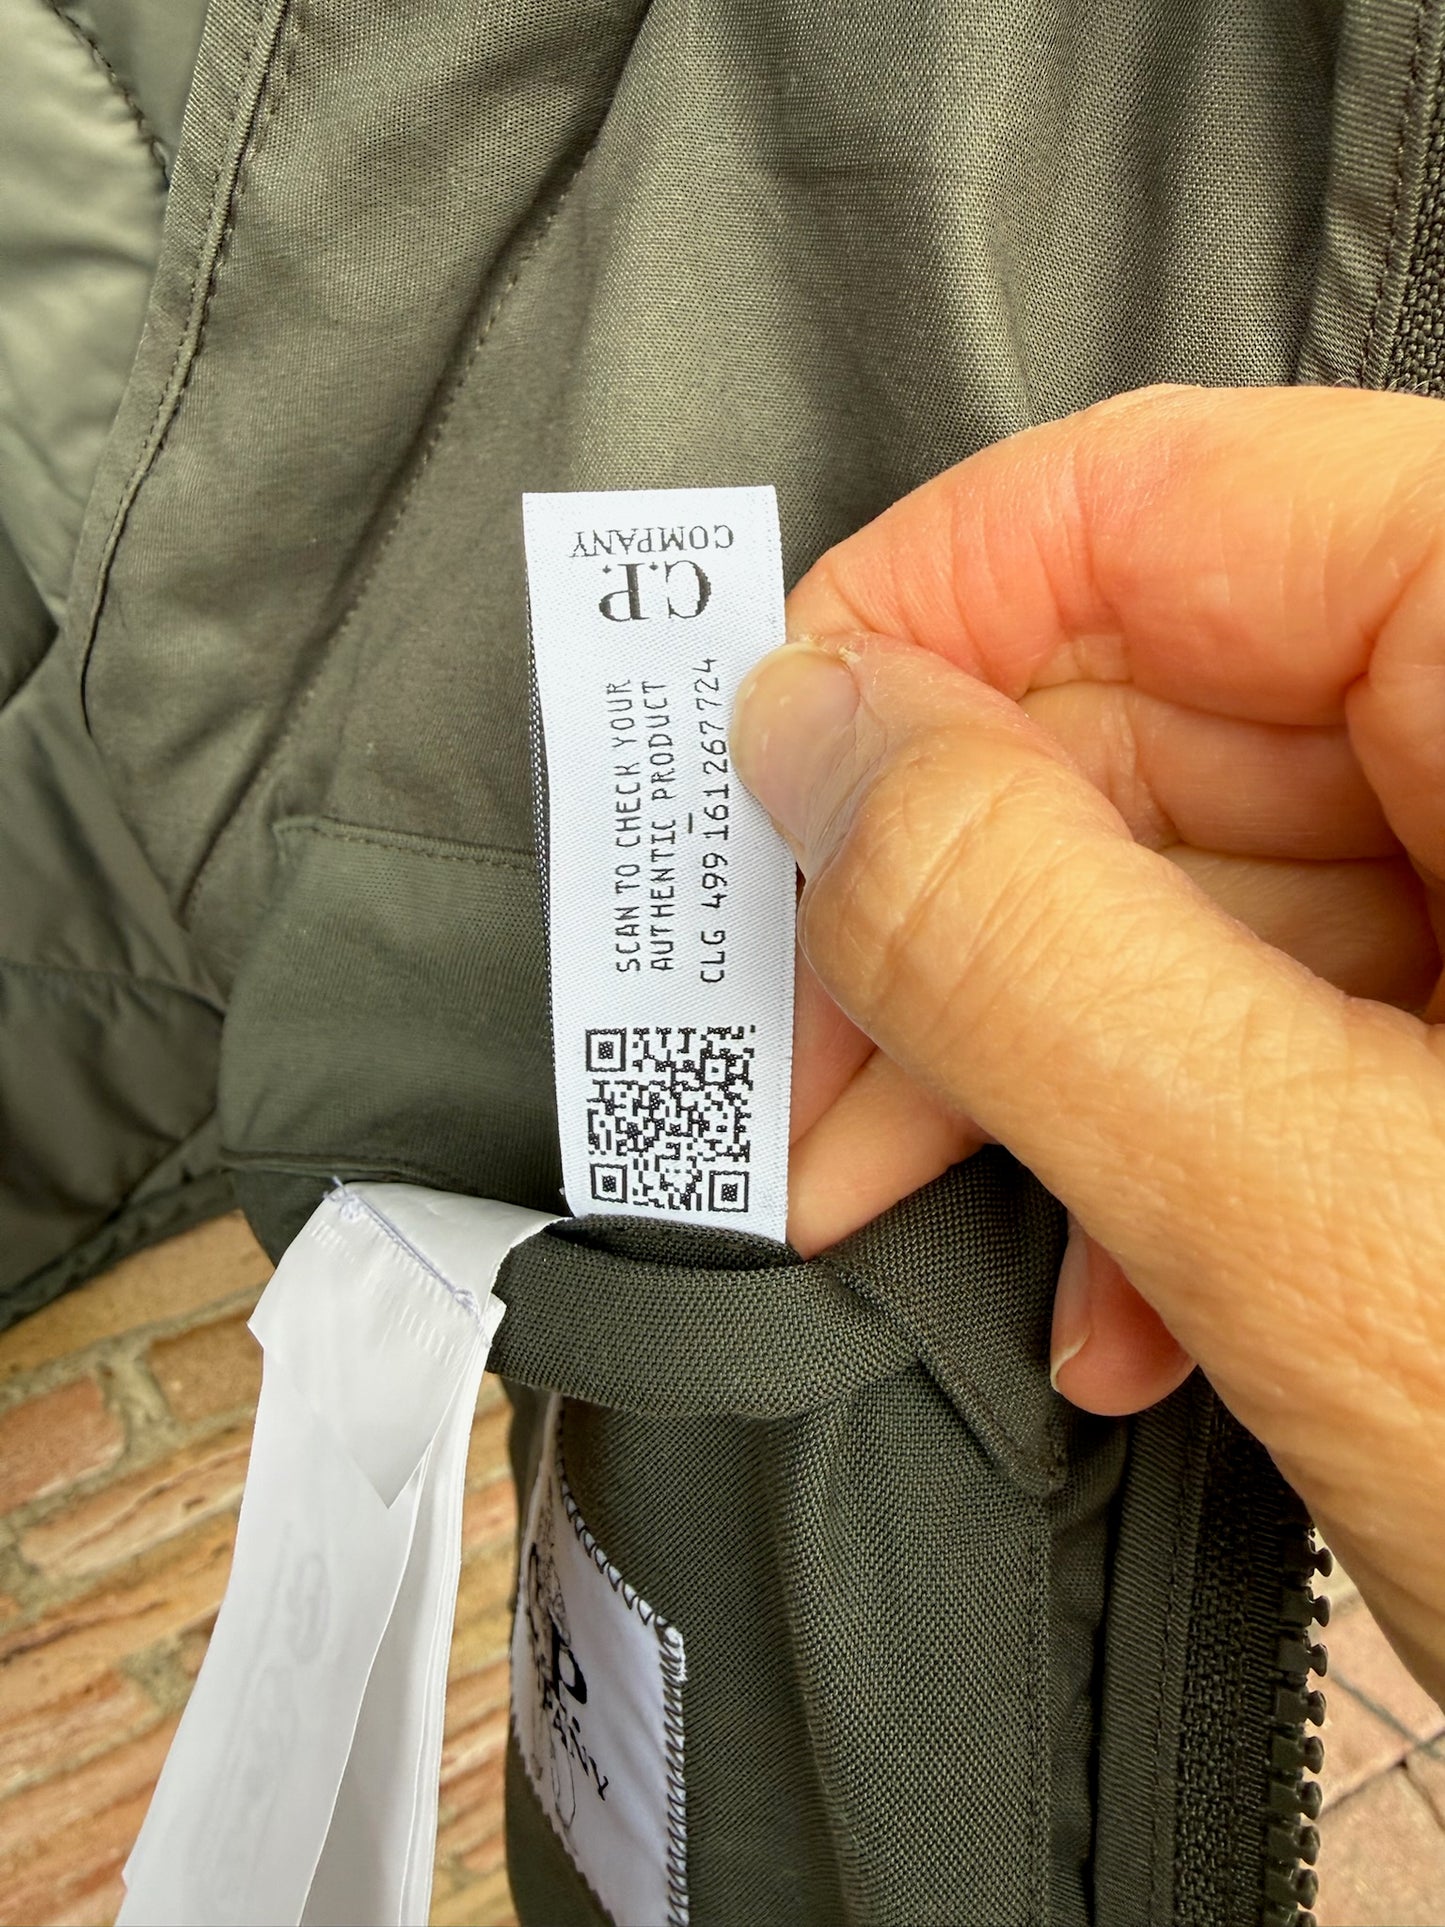 C.P.
COMPANY
SCAN TO CHECK YOUR
AUTHENTIC PRODUCT
CLG 499 161 267 724